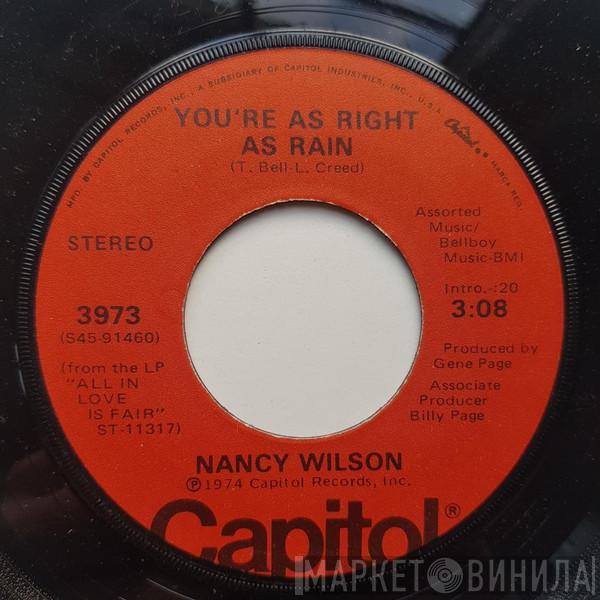 MFD. BY CAPITOL RECORDS, INC., A SUBSIDIARY OF CAPITOL INDUSTRIES, INC., U.S.A. Capitol ® MARCA REG.
YOU'RE AS RIGHT
AS RAIN
(T. Bell-L. Creed)
STEREO
3973
(S45-91460)
(from the LP
"ALL IN
LOVE
IS FAIR"
ST-11317)
Assorted
Music/
Bellboy
Music-BMI
Intro.-:20
3:08
Produced by
Gene Page
Associate
Producer
Billy Page
NANCY WILSON
℗1974 Capitol Records, Inc.
Capitol®
МАРКЕТ ВИНИЛА!